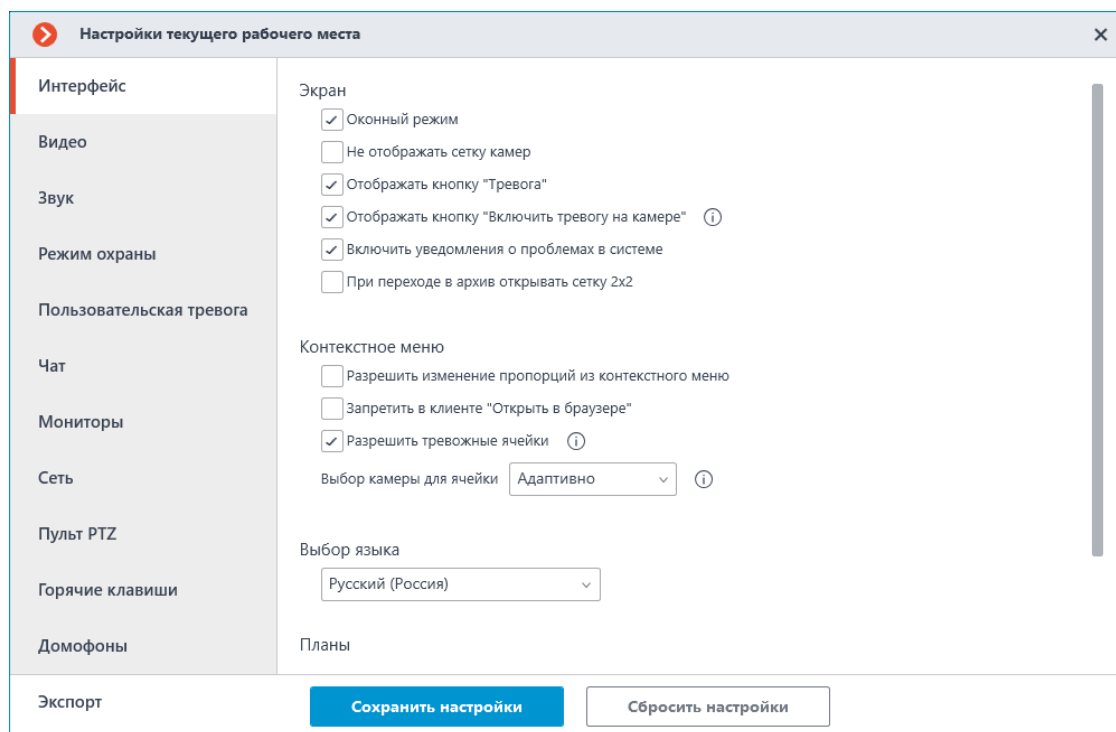 Настройки текущего рабочего места
Интерфейс
Видео
Звук
Режим охраны
Пользовательская тревога
Чат
Мониторы
Сеть
Пульт PTZ
Горячие клавиши
Домофоны
Экспорт
Экран
Оконный режим
Не отображать сетку камер
Отображать кнопку "Тревога"
Отображать кнопку "Включить тревогу на камере"
Включить уведомления о проблемах в системе
При переходе в архив открывать сетку 2x2
Контекстное меню
Разрешить изменение пропорций из контекстного меню
Запретить в клиенте "Открыть в браузере"
Разрешить тревожные ячейки
Выбор камеры для ячейки Адаптивно
Выбор языка
Русский (Россия)
Планы
Сохранить настройки Сбросить настройки